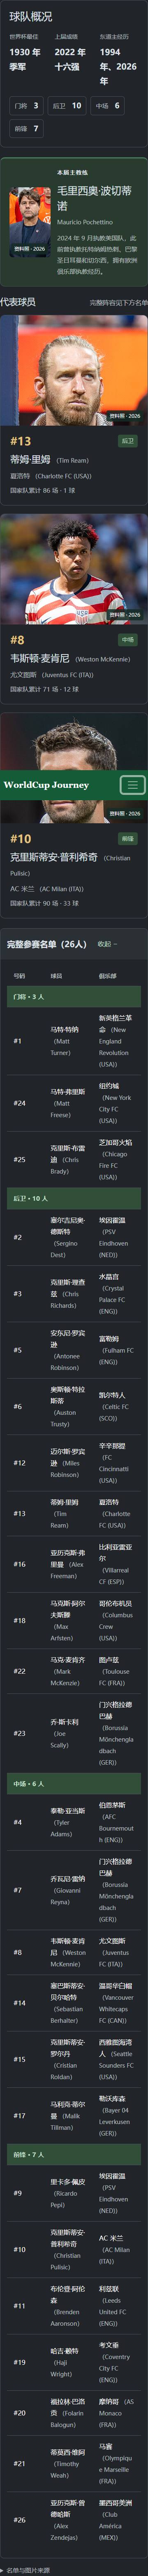 球队概况
世界杯最佳
上届成绩
东道主经历
1930 年
季军
2022 年
十六强
1994
年、2026
年
门将 3
后卫 10
中场 6
前锋 7
本届主教练
毛里西奥·波切蒂
诺
Mauricio Pochettino
2024 年 9 月执教美国队，此
前曾执教托特纳姆热刺、巴黎
圣日耳曼和切尔西，拥有欧洲
俱乐部执教经历。
资料照 · 2026
代表球员
完整阵容见下方名单
资料照 · 2026
#13
后卫
蒂姆·里姆 （Tim Ream）
夏洛特 （Charlotte FC (USA)）
国家队累计 86 场 · 1 球
资料照 · 2026
#8
中场
韦斯顿·麦肯尼 （Weston McKennie）
尤文图斯 （Juventus FC (ITA)）
国家队累计 71 场 · 12 球
WorldCup Journey
资料照 · 2026
#10
前锋
克里斯蒂安·普利希奇 （Christian
Pulisic）
AC 米兰 （AC Milan (ITA)）
国家队累计 90 场 · 33 球
完整参赛名单（26人）
收起
号码
球员
俱乐部
门将 · 3 人
#1
马特·特纳
（Matt
Turner）
新英格兰革
命 （New
England
Revolution
(USA)）
#24
马特·弗里斯
（Matt
Freese）
纽约城
（New York
City FC
(USA)）
#25
克里斯·布雷
迪 （Chris
Brady）
芝加哥火焰
（Chicago
Fire FC
(USA)）
后卫 · 10 人
#2
塞尔吉尼奥·
德斯特
（Sergino
Dest）
埃因霍温
（PSV
Eindhoven
(NED)）
#3
克里斯·理查
兹 （Chris
Richards）
水晶宫
（Crystal
Palace FC
(ENG)）
#5
安东尼·罗宾
逊
（Antonee
Robinson）
富勒姆
（Fulham FC
(ENG)）
#6
奥斯顿·特拉
斯蒂
（Auston
Trusty）
凯尔特人
（Celtic FC
(SCO)）
#12
迈尔斯·罗宾
逊 （Miles
Robinson）
辛辛那提
（FC
Cincinnati
(USA)）
#13
蒂姆·里姆
（Tim
Ream）
夏洛特
（Charlotte
FC (USA)）
#16
亚历克斯·弗
里曼 （Alex
Freeman）
比利亚雷亚
尔
（Villarreal
CF (ESP)）
#18
马克斯·阿尔
夫斯滕
（Max
Arfsten）
哥伦布机员
（Columbus
Crew
(USA)）
#22
马克·麦肯齐
（Mark
McKenzie）
图卢兹
（Toulouse
FC (FRA)）
#23
乔·斯卡利
（Joe
Scally）
门兴格拉德
巴赫
（Borussia
Mönchengla
dbach
(GER)）
中场 · 6 人
#4
泰勒·亚当斯
（Tyler
Adams）
伯恩茅斯
（AFC
Bournemout
h (ENG)）
#7
乔瓦尼·雷纳
（Giovanni
Reyna）
门兴格拉德
巴赫
（Borussia
Mönchengla
dbach
(GER)）
#8
韦斯顿·麦肯
尼 （Weston
McKennie）
尤文图斯
（Juventus
FC (ITA)）
#14
塞巴斯蒂安·
贝尔哈特
（Sebastian
Berhalter）
温哥华白帽
（Vancouver
Whitecaps
FC (CAN)）
#15
克里斯蒂安·
罗尔丹
（Cristian
Roldan）
西雅图海湾
人 （Seattle
Sounders FC
(USA)）
#17
马利克·蒂尔
曼 （Malik
Tillman）
勒沃库森
（Bayer 04
Leverkusen
(GER)）
前锋 · 7 人
#9
里卡多·佩皮
（Ricardo
Pepi）
埃因霍温
（PSV
Eindhoven
(NED)）
#10
克里斯蒂安·
普利希奇
（Christian
Pulisic）
AC 米兰
（AC Milan
(ITA)）
#11
布伦登·阿伦
森
（Brenden
Aaronson）
利兹联
（Leeds
United FC
(ENG)）
#19
哈吉·赖特
（Haji
Wright）
考文垂
（Coventry
City FC
(ENG)）
#20
福拉林·巴洛
贡 （Folarin
Balogun）
摩纳哥 （AS
Monaco
(FRA)）
#21
蒂莫西·维阿
（Timothy
Weah）
马赛
（Olympiqu
e Marseille
(FRA)）
#26
亚历克斯·曾
德哈斯
（Alex
Zendejas）
墨西哥美洲
（Club
América
(MEX)）
名单与图片来源